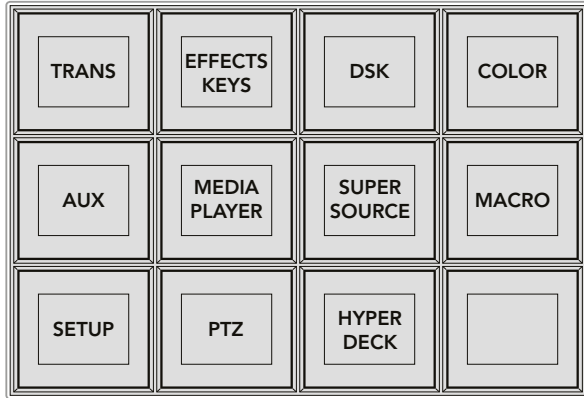 TRANS
EFFECTS
KEYS
DSK
COLOR
AUX
MEDIA
PLAYER
SUPER
SOURCE
MACRO
SETUP
PTZ
HYPER
DECK